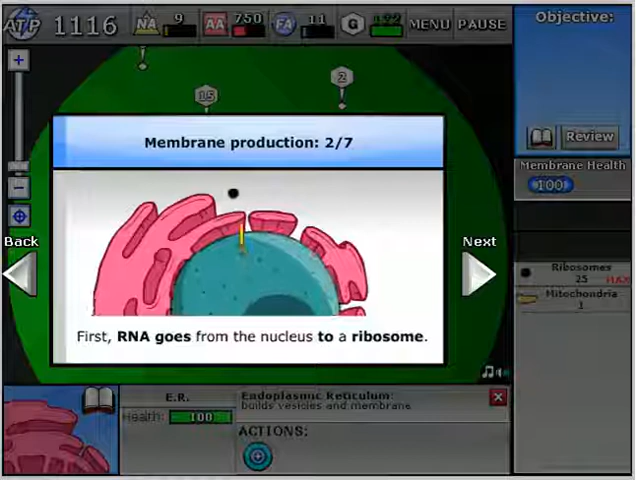 ATP 1116 NA 9 AA 750 FA 11 G MENU PAUSE
Objective:
15
2
Review
Membrane production: 2/7
Membrane Health
100
Back
Next
Ribosomes
25 MAX
Mitochondria
1
First, RNA goes from the nucleus to a ribosome.
E.R.
Health: 100
Endoplasmic Reticulum:
builds vesicles and membrane
ACTIONS: